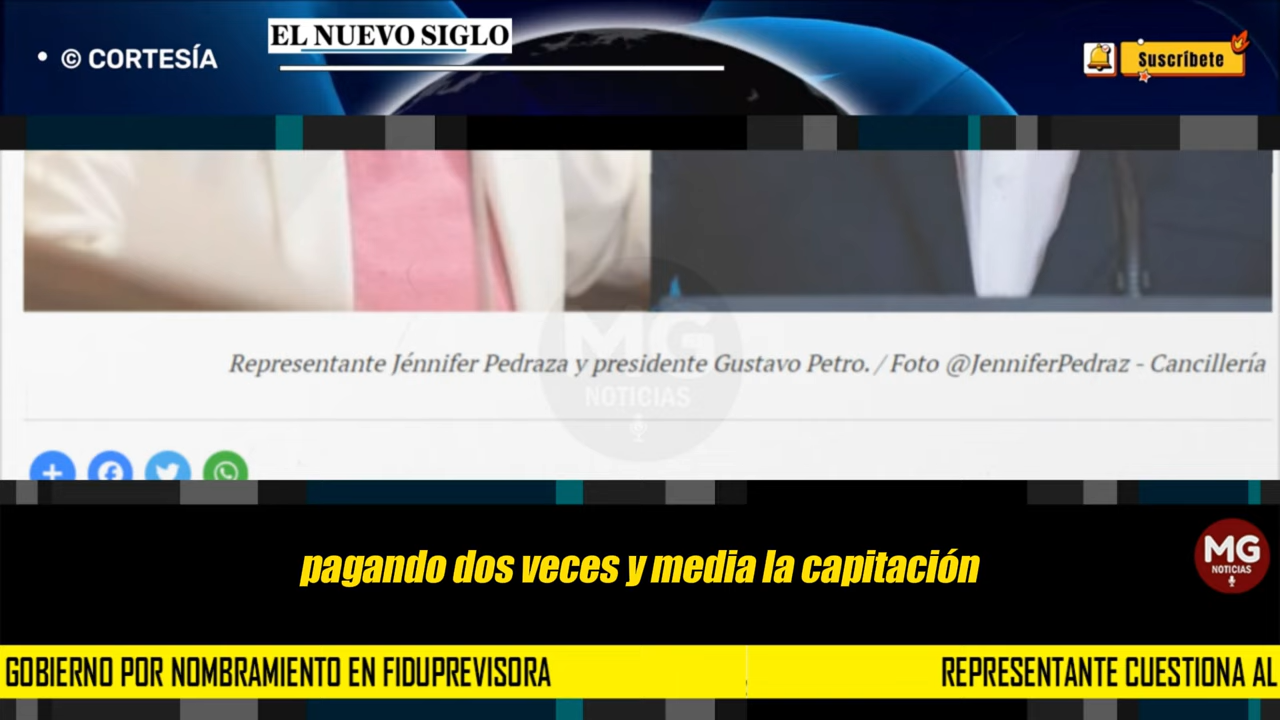 • © CORTESÍA
EL NUEVO SIGLO
Suscríbete
Representante Jénnifer Pedraza y presidente Gustavo Petro. / Foto @JenniferPedraz - Cancillería
MG
NOTICIAS
pagando dos veces y media la capitación
MG
NOTICIAS
GOBIERNO POR NOMBRAMIENTO EN FIDUPREVISORA
REPRESENTANTE CUESTIONA AL